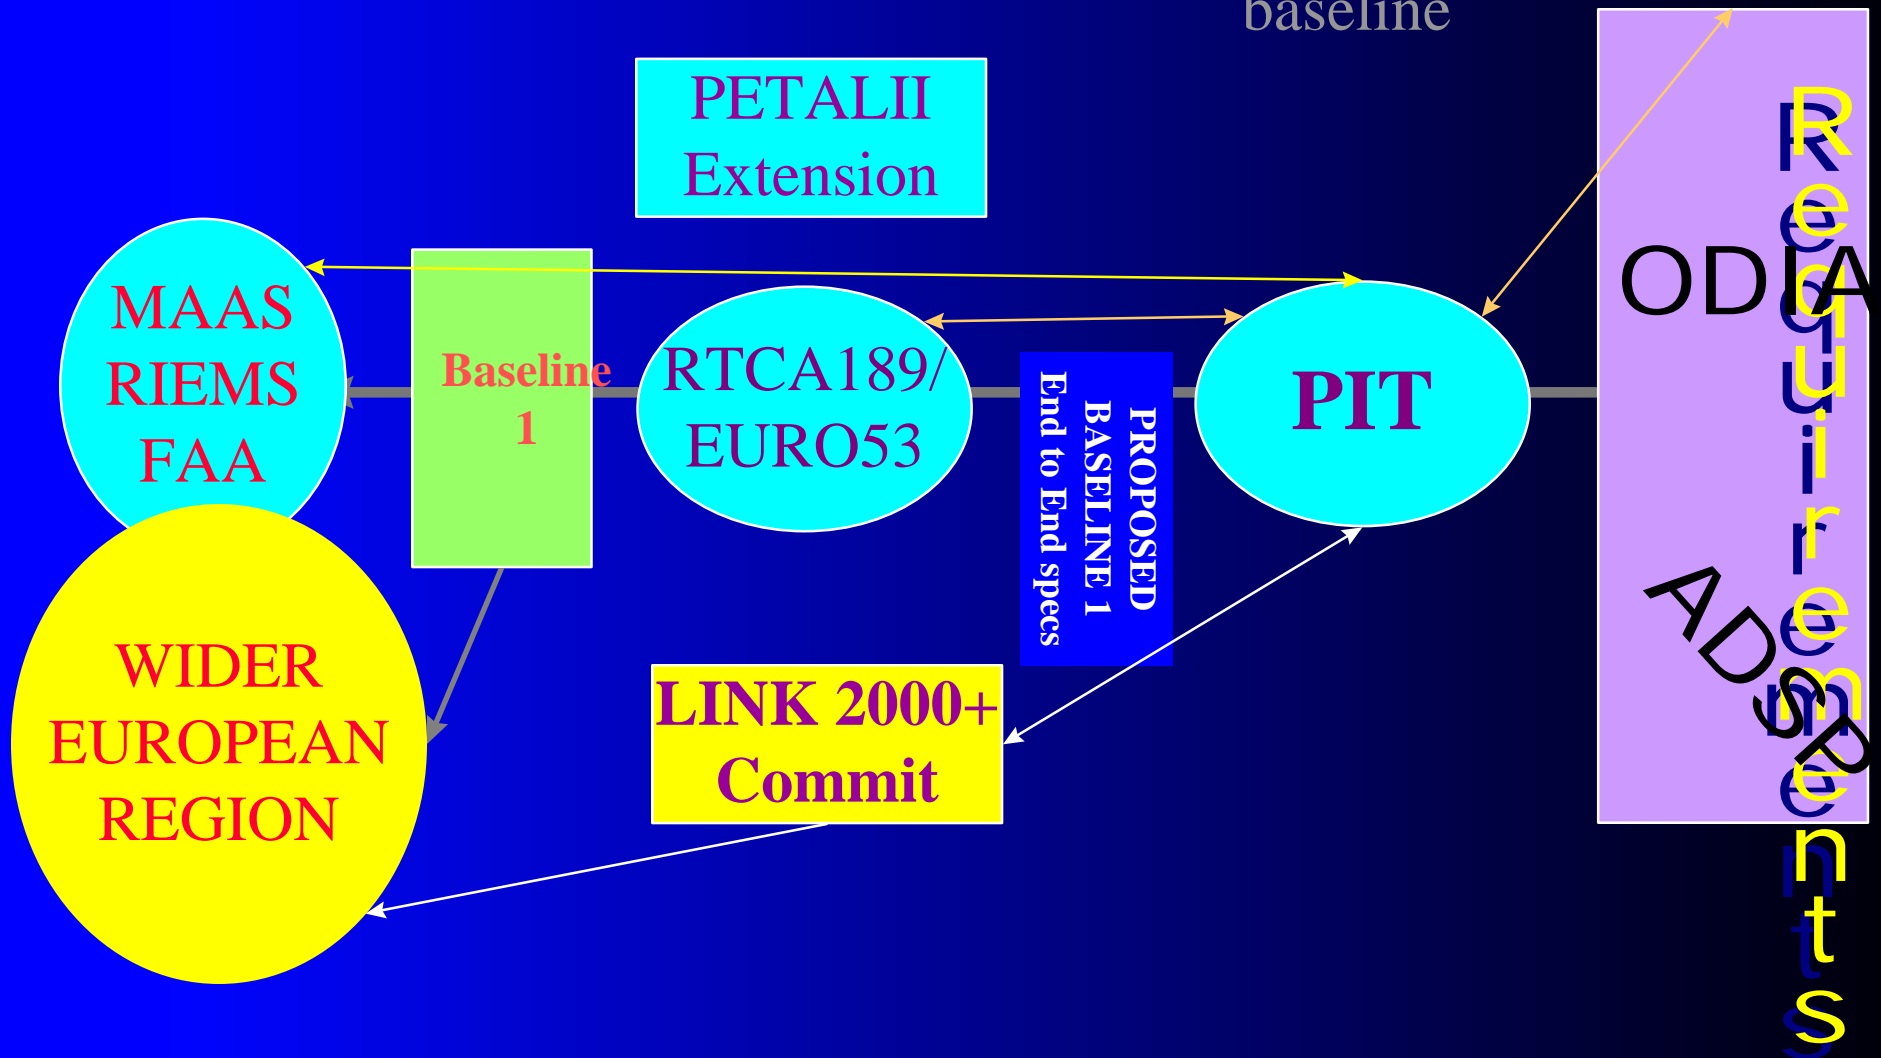 baseline
PETALII
Extension
MAAS
RIEMS
FAA
Baseline
1
RTCA189/
EURO53
PROPOSED
BASELINE 1
End to End specs
PIT
ODIA
ADSP
Requirements
WIDER
EUROPEAN
REGION
LINK 2000+
Commit